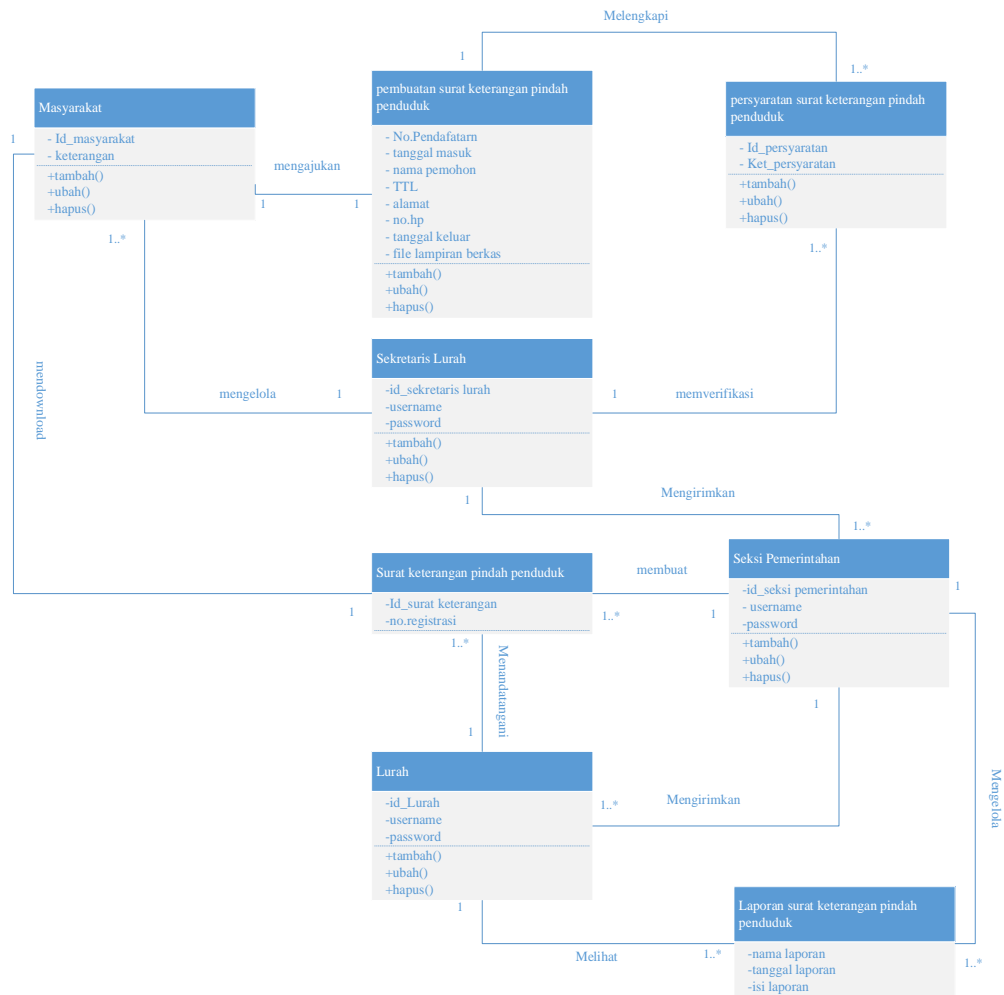 Melengkapi
1
1..*
Masyarakat
- Id_masyarakat
- keterangan
+tambah()
+ubah()
+hapus()
1
1..*
mengajukan
1
1
pembuatan surat keterangan pindah
penduduk
- No.Pendafatarn
- tanggal masuk
- nama pemohon
- TTL
- alamat
- no.hp
- tanggal keluar
- file lampiran berkas
+tambah()
+ubah()
+hapus()
persyaratan surat keterangan pindah
penduduk
- Id_persyaratan
- Ket_persyaratan
+tambah()
+ubah()
+hapus()
1..*
mendownload
mengelola
1
Sekretaris Lurah
-id_sekretaris lurah
-username
-password
+tambah()
+ubah()
+hapus()
1
memverifikasi
1
Mengirimkan
1..*
Surat keterangan pindah penduduk
-Id_surat keterangan
-no.registrasi
1
1..*
membuat
1..*
1
Seksi Pemerintahan
-id_seksi pemerintahan
- username
-password
+tambah()
+ubah()
+hapus()
1
1
Menandatangani
1
Lurah
-id_Lurah
-username
-password
+tambah()
+ubah()
+hapus()
1..*
Mengirimkan
Mengelola
1
Melihat
1..*
Laporan surat keterangan pindah
penduduk
-nama laporan
-tanggal laporan
-isi laporan
1..*